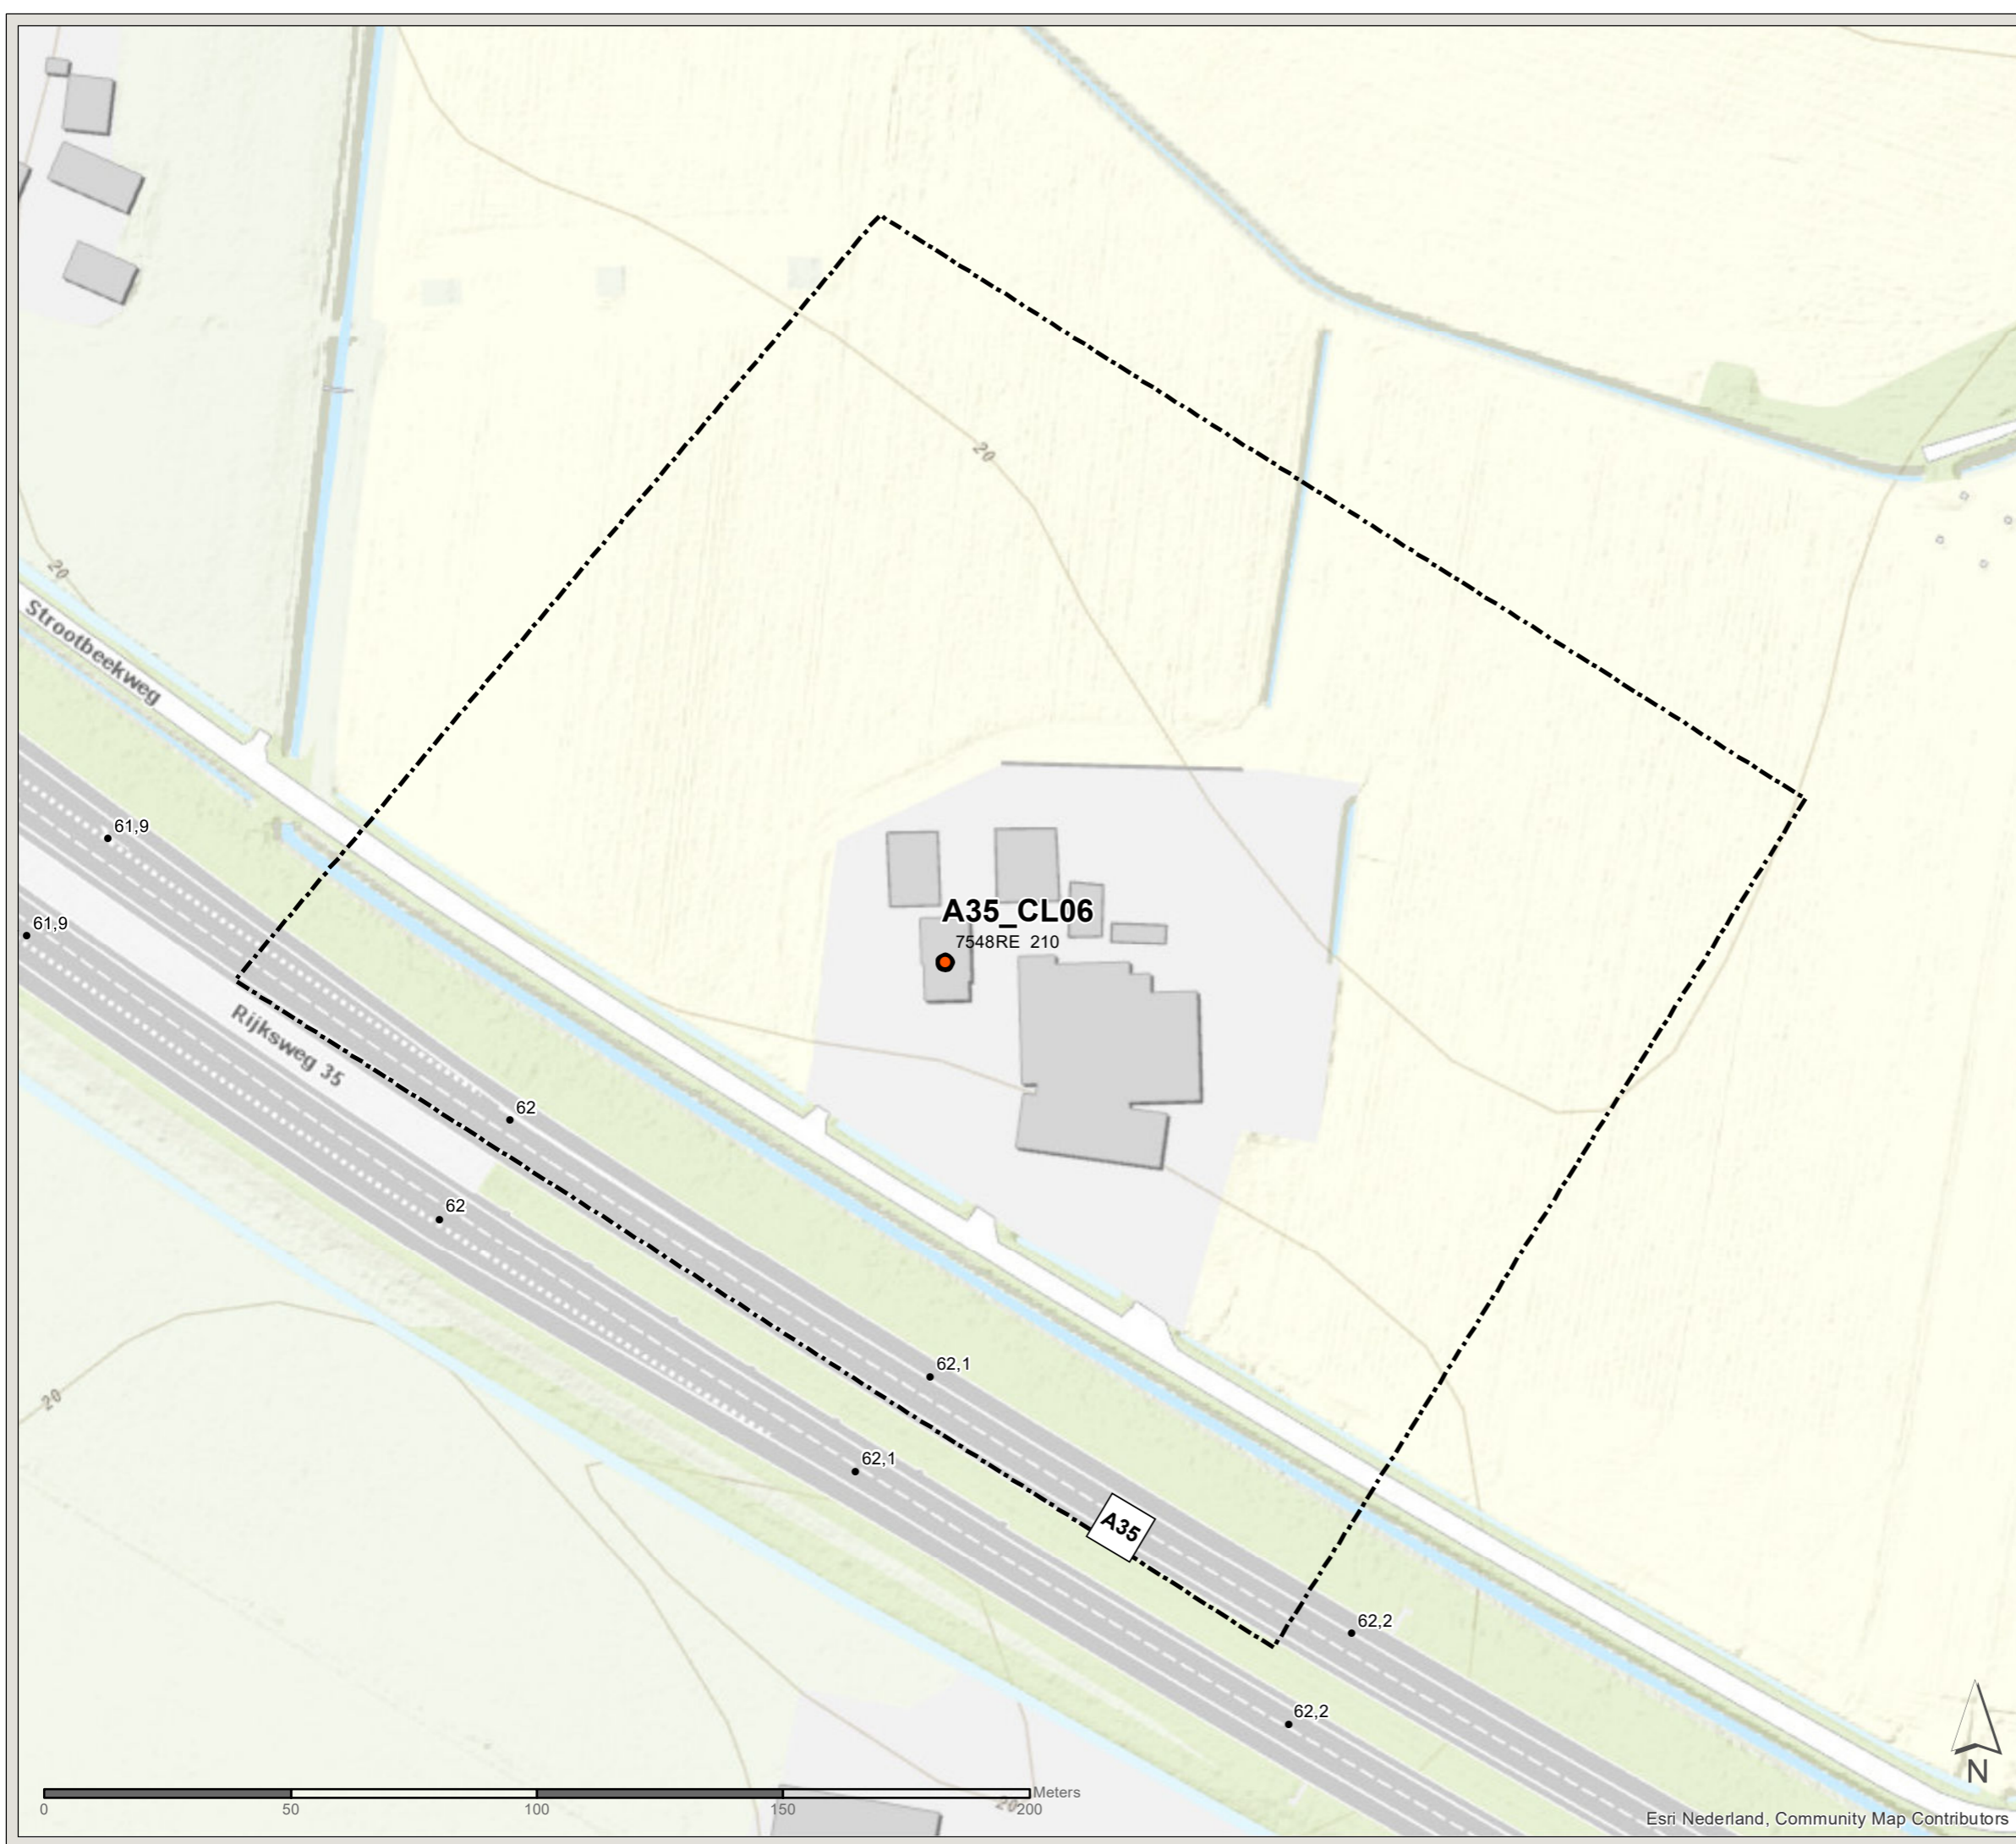 20
20
Strootbeekweg
61,9
A35_CL06
61,9
7548RE 210
Rijksweg 35
62
62
62,1
20
62,1
A35
62,2
62,2
N
Meters
20
0 50 100 150 200
Esri Nederland, Community Map Contributors